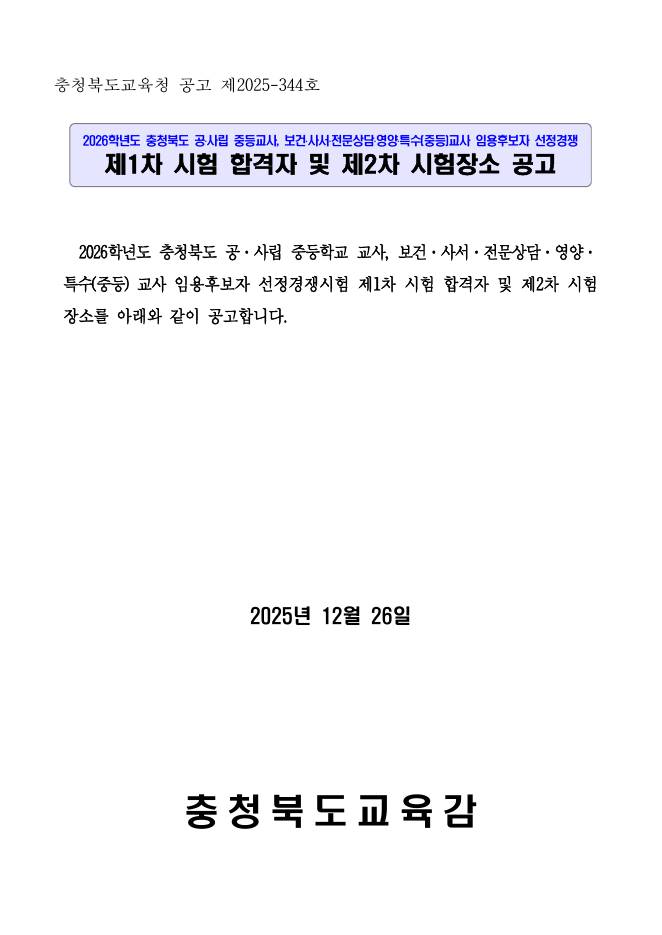 충청북도교육청 공고 제2025-344호
2026학년도 충청북도 공·사립 중등교사, 보건·사서·전문상담·영양·특수(중등)교사 임용후보자 선정경쟁
제1차 시험 합격자 및 제2차 시험장소 공고
2026학년도 충청북도 공·사립 중등학교 교사, 보건·사서·전문상담·영양·
특수(중등) 교사 임용후보자 선정경쟁시험 제1차 시험 합격자 및 제2차 시험
장소를 아래와 같이 공고합니다.
2025년 12월 26일
충청북도교육감